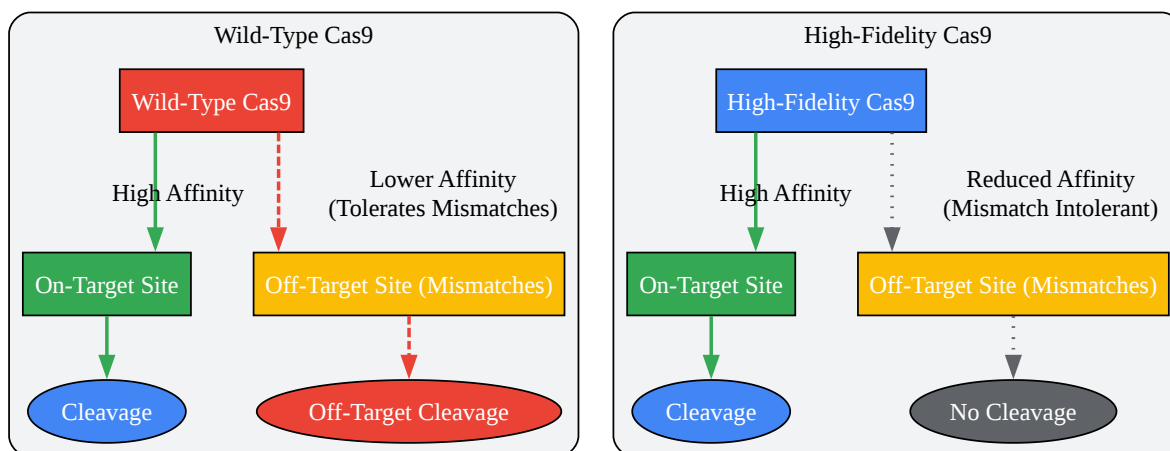 Wild-Type Cas9
Wild-Type Cas9
High Affinity
Lower Affinity
(Tolerates Mismatches)
On-Target Site
Off-Target Site (Mismatches)
Cleavage
Off-Target Cleavage
High-Fidelity Cas9
High-Fidelity Cas9
High Affinity
Reduced Affinity
(Mismatch Intolerant)
On-Target Site
Off-Target Site (Mismatches)
Cleavage
No Cleavage